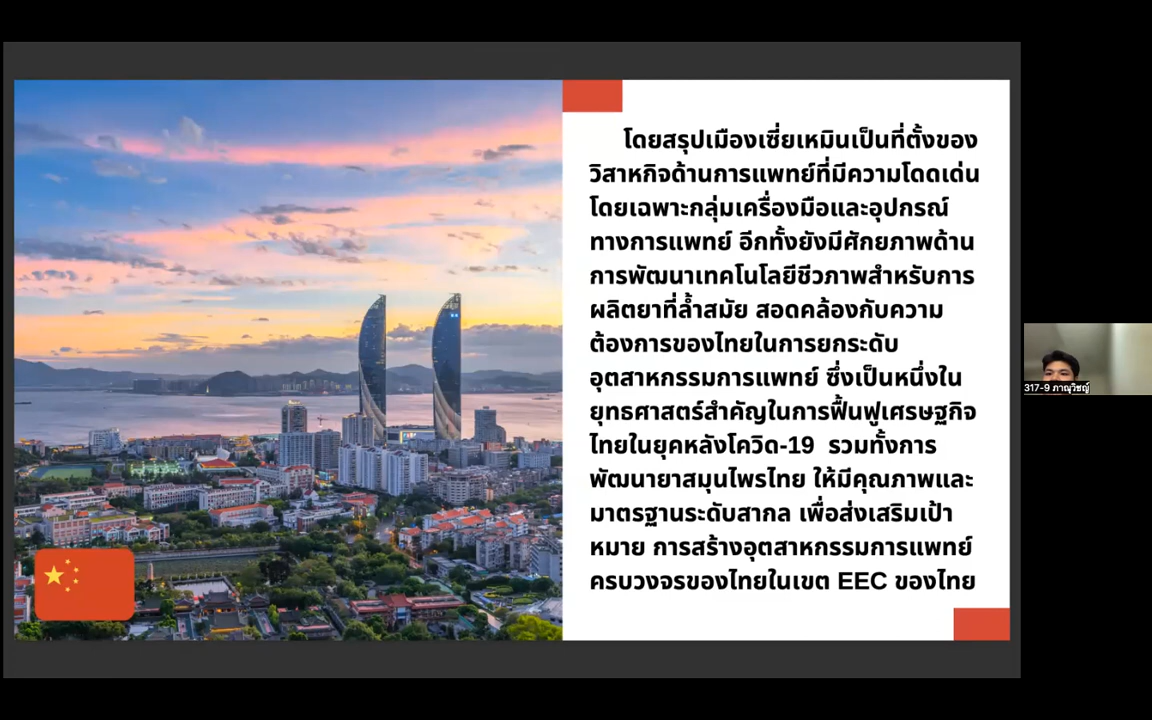 โดยสรุปเมืองเซี่ยเหมินเป็นที่ตั้งของ
วิสาหกิจด้านการแพทย์ที่มีความโดดเด่น
โดยเฉพาะกลุ่มเครื่องมือและอุปกรณ์
ทางการแพทย์ อีกทั้งยังมีศักยภาพด้าน
การพัฒนาเทคโนโลยีชีวภาพสำหรับการ
ผลิตยาที่ล้ำสมัย สอดคล้องกับความ
ต้องการของไทยในการยกระดับ
อุตสาหกรรมการแพทย์ ซึ่งเป็นหนึ่งใน
ยุทธศาสตร์สำคัญในการฟื้นฟูเศรษฐกิจ
ไทยในยุคหลังโควิด-19 รวมทั้งการ
พัฒนายาสมุนไพรไทย ให้มีคุณภาพและ
มาตรฐานระดับสากล เพื่อส่งเสริมเป้า
หมาย การสร้างอุตสาหกรรมการแพทย์
ครบวงจรของไทยในเขต EEC ของไทย
317-9 ภาณุวิชญ์